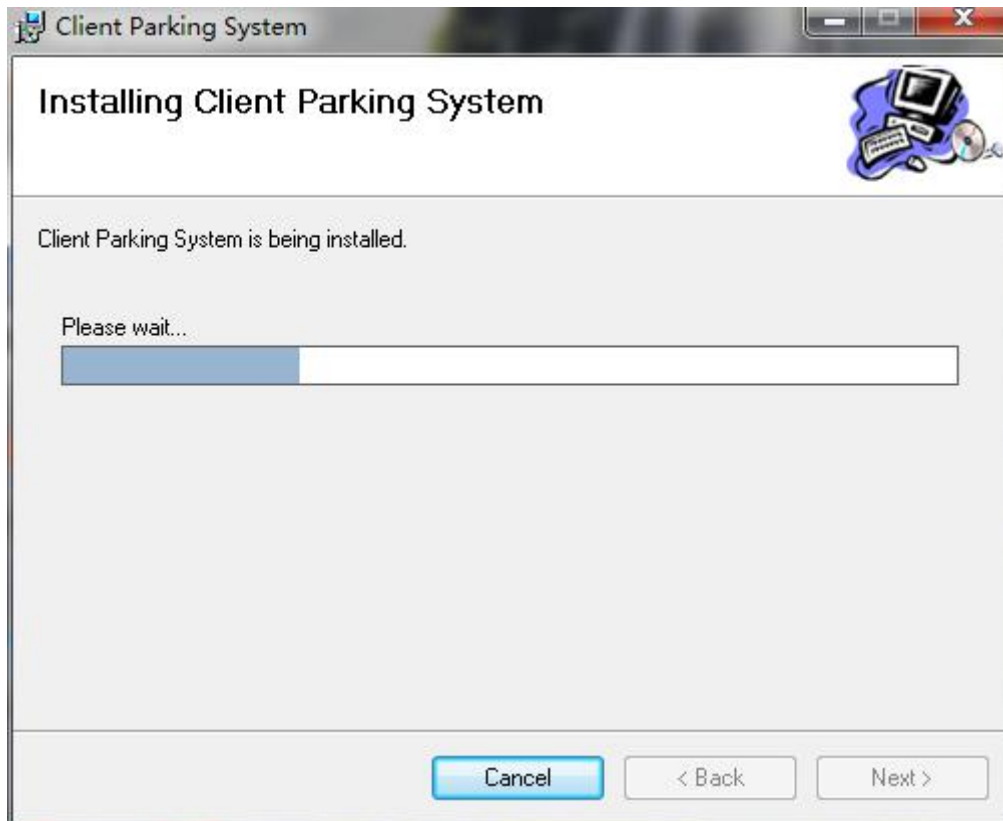 Client Parking System
Installing Client Parking System
Client Parking System is being installed.
Please wait...
Cancel
< Back
Next >